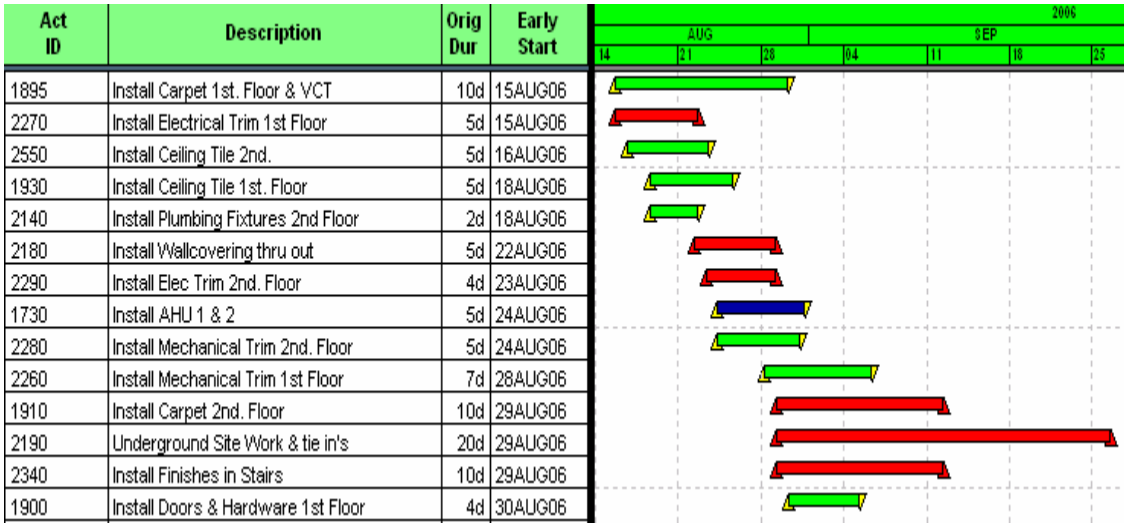 Act ID Description Orig Dur Early Start 2006
AUG SEP
14 21 28 04 11 18 25
1895 Install Carpet 1st. Floor & VCT 10d 15AUG06
2270 Install Electrical Trim 1st Floor 5d 15AUG06
2550 Install Ceiling Tile 2nd. 5d 16AUG06
1930 Install Ceiling Tile 1st. Floor 5d 18AUG06
2140 Install Plumbing Fixtures 2nd Floor 2d 18AUG06
2180 Install Wallcovering thru out 5d 22AUG06
2290 Install Elec Trim 2nd. Floor 4d 23AUG06
1730 Install AHU 1 & 2 5d 24AUG06
2280 Install Mechanical Trim 2nd. Floor 5d 24AUG06
2260 Install Mechanical Trim 1st Floor 7d 28AUG06
1910 Install Carpet 2nd. Floor 10d 29AUG06
2190 Underground Site Work & tie in's 20d 29AUG06
2340 Install Finishes in Stairs 10d 29AUG06
1900 Install Doors & Hardware 1st Floor 4d 30AUG06